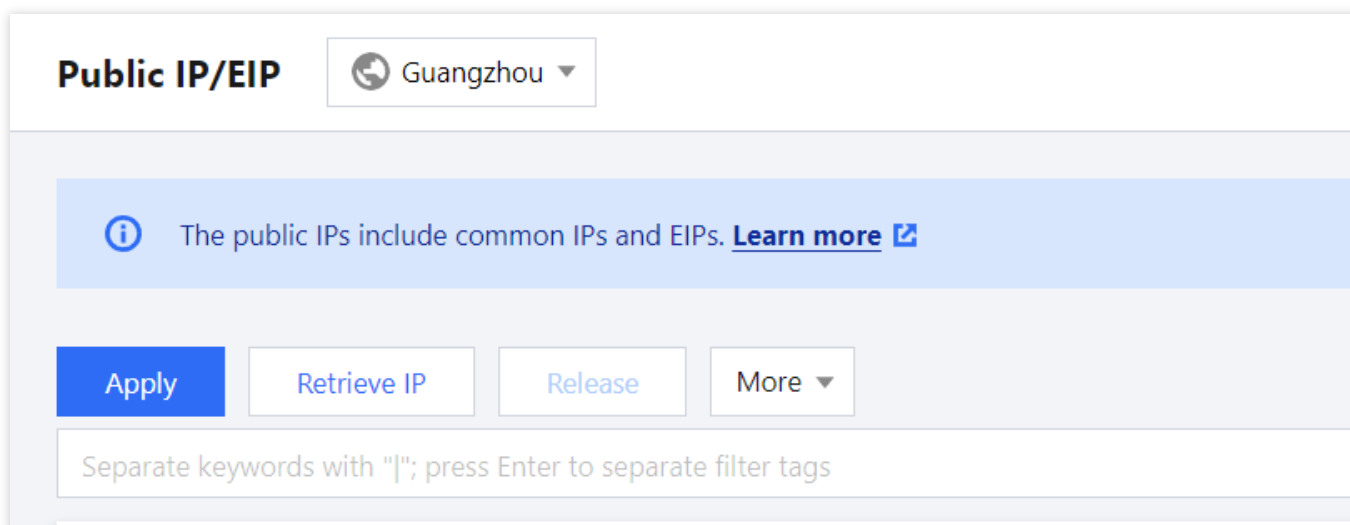 Public IP/EIP Guangzhou
The public IPs include common IPs and EIPs. Learn more
Apply Retrieve IP Release More
Separate keywords with "|"; press Enter to separate filter tags